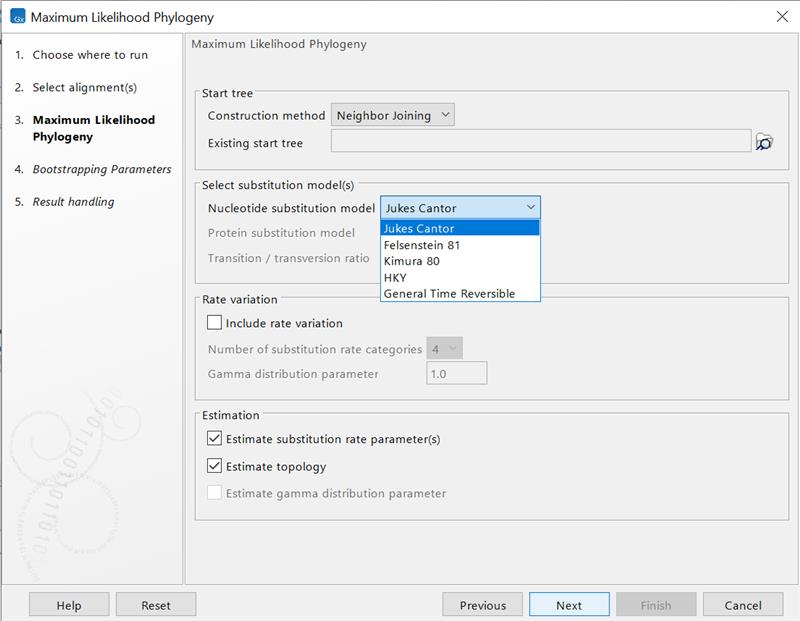 Gx Maximum Likelihood Phylogeny
1. Choose where to run
2. Select alignment(s)
3. Maximum Likelihood
Phylogeny
4. Bootstrapping Parameters
5. Result handling
Maximum Likelihood Phylogeny
Start tree
Construction method Neighbor Joining
Existing start tree
Select substitution model(s)
Nucleotide substitution model Jukes Cantor
Jukes Cantor
Protein substitution model
Felsenstein 81
Transition / transversion ratio
Kimura 80
HKY
General Time Reversible
Rate variation
Include rate variation
Number of substitution rate categories 4
Gamma distribution parameter 1.0
Estimation
Estimate substitution rate parameter(s)
Estimate topology
Estimate gamma distribution parameter
Help Reset Previous Next Finish Cancel